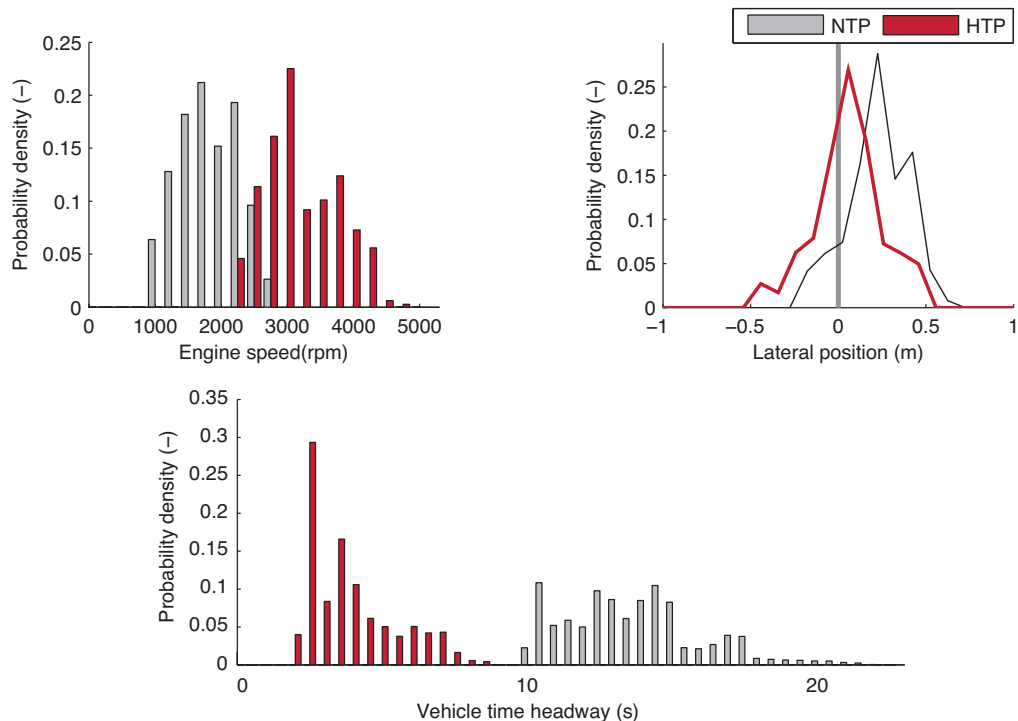 NTP HTP
0.25
0.2
0.15
0.1
0.05
0
Probability density (−)
0 1000 2000 3000 4000 5000
Engine speed(rpm)
0.25
0.2
0.15
0.1
0.05
0
Probability density (−)
−1 −0.5 0 0.5 1
Lateral position (m)
0.35
0.3
0.25
0.2
0.15
0.1
0.05
0
Probability density (−)
0 10 20
Vehicle time headway (s)